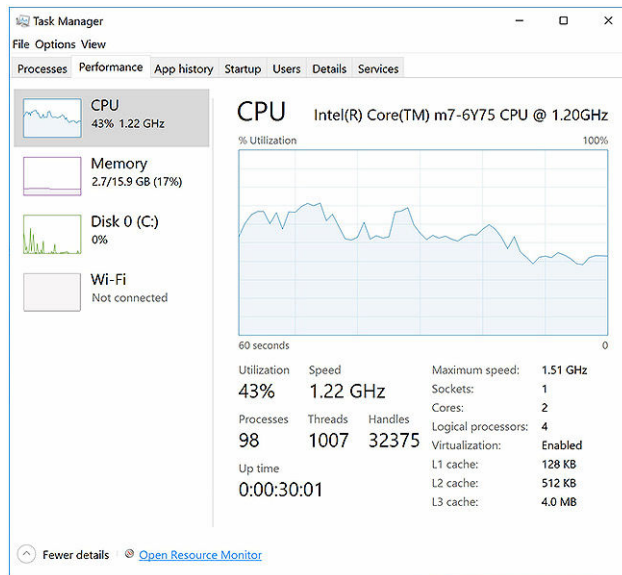 Task Manager
File Options View
Processes Performance App history Startup Users Details Services
CPU
43% 1.22 GHz
Memory
2.7/15.9 GB (17%)
Disk 0 (C:)
0%
Wi-Fi
Not connected
CPU Intel(R) Core(TM) m7-6Y75 CPU @ 1.20GHz
% Utilization 100%
60 seconds 0
Utilization Speed
43% 1.22 GHz
Processes Threads Handles
98 1007 32375
Up time
0:00:30:01
Maximum speed: 1.51 GHz
Sockets: 1
Cores: 2
Logical processors: 4
Virtualization: Enabled
L1 cache: 128 KB
L2 cache: 512 KB
L3 cache: 4.0 MB
Fewer details Open Resource Monitor